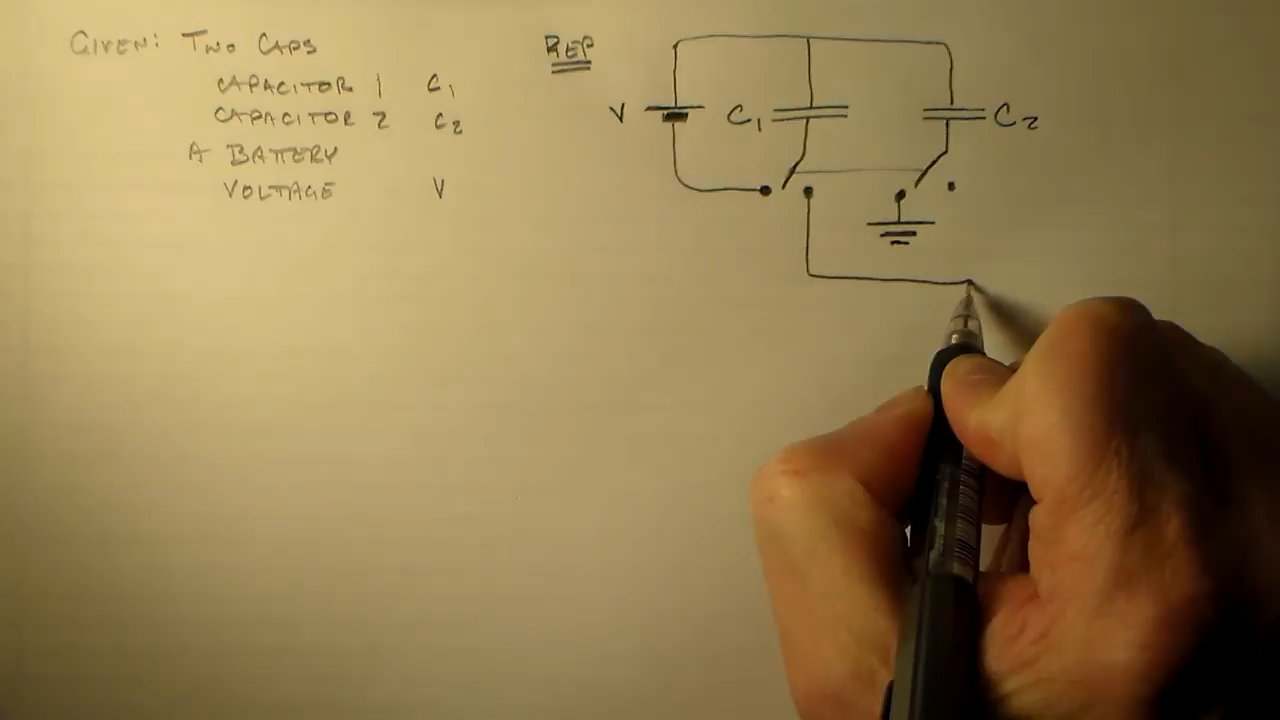 GIVEN: TWO CAPS
CAPACITOR 1 C1
CAPACITOR 2 C2
A BATTERY
VOLTAGE V
REP
V
C1
C2